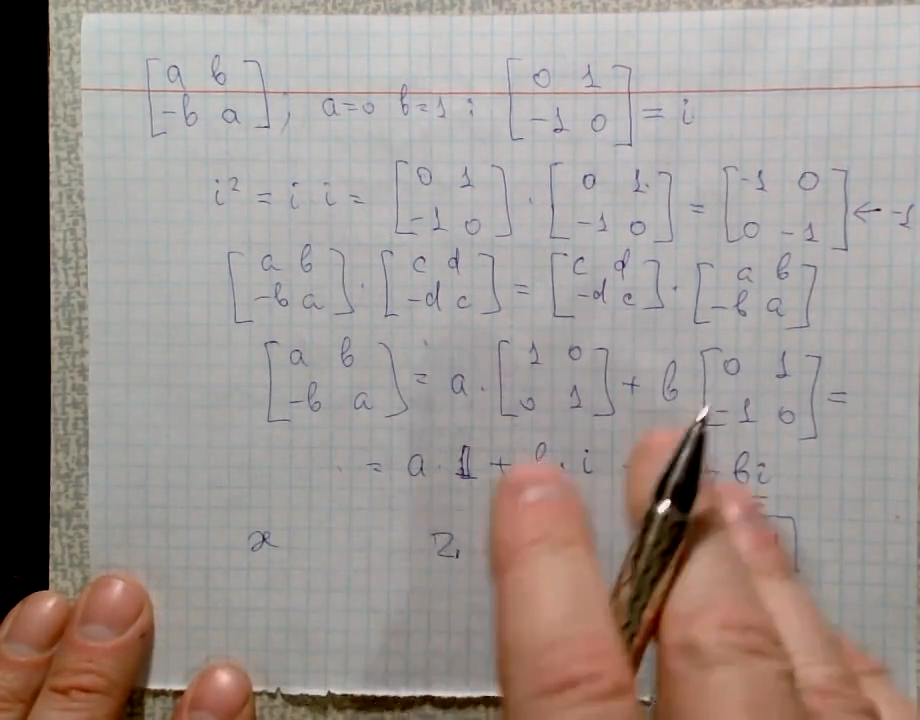 [a b; -b a]; a=0 b=1 : [0 1; -1 0] = i
i² = i i = [0 1; -1 0] · [0 1; -1 0] = [-1 0; 0 -1] ← -1
[a b; -b a] · [c d; -d c] = [c d; -d c] · [a b; -b a]
[a b; -b a] = a · [1 0; 0 1] + b [0 1; -1 0] =
= a · 1 + b · i + bi
x z